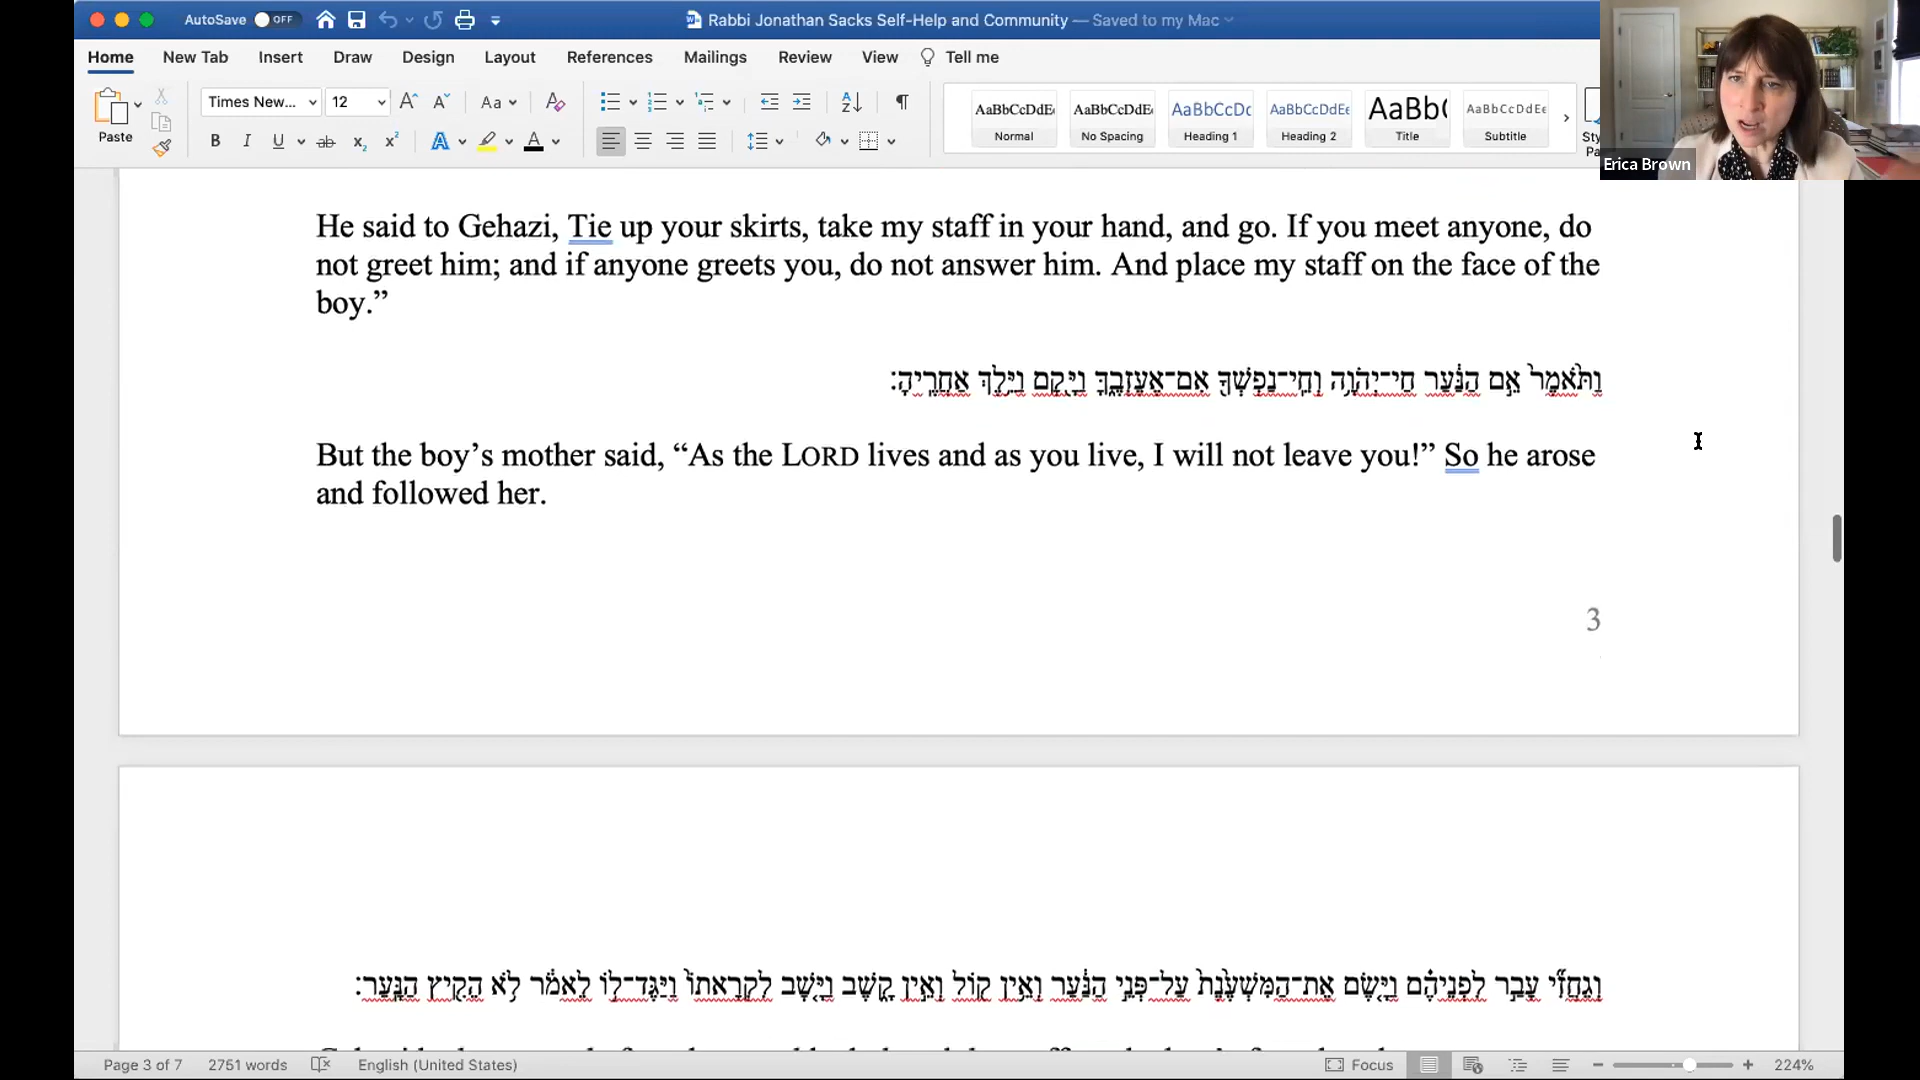 AutoSave OFF Rabbi Jonathan Sacks Self-Help and Community — Saved to my Mac
Home New Tab Insert Draw Design Layout References Mailings Review View Tell me
Times New... 12 Aa
Paste
B I U ab x₂ x² A A
AaBbCcDdEe AaBbCcDdEe AaBbCcDc AaBbCcDdEe AaBb( AaBbCcDdEe
Normal No Spacing Heading 1 Heading 2 Title Subtitle
Erica Brown
He said to Gehazi, Tie up your skirts, take my staff in your hand, and go. If you meet anyone, do
not greet him; and if anyone greets you, do not answer him. And place my staff on the face of the
boy.”
וַתֹּ֙אמֶר֙ אֵ֣ם הַנַּ֔עַר חַי־יְהֹוָ֥ה וְחֵֽי־נַפְשְׁךָ֖ אִם־אֶעֶזְבֶ֑ךָּ וַיָּ֖קׇם וַיֵּ֥לֶךְ אַחֲרֶֽיהָ׃
But the boy’s mother said, “As the LORD lives and as you live, I will not leave you!” So he arose
and followed her.
3
וְגֵחֲזִ֞י עָבַ֣ר לִפְנֵיהֶ֗ם וַיָּ֤שֶׂם אֶת־הַמִּשְׁעֶ֙נֶת֙ עַל־פְּנֵ֣י הַנַּ֔עַר וְאֵ֥ין ק֖וֹל וְאֵ֣ין קָ֑שֶׁב וַיָּ֤שׇׁב לִקְרָאתוֹ֙ וַיַּגֶּד־ל֣וֹ לֵאמֹ֔ר לֹ֥א הֵקִ֖יץ הַנָּֽעַר׃
Page 3 of 7 2751 words English (United States) Focus 224%